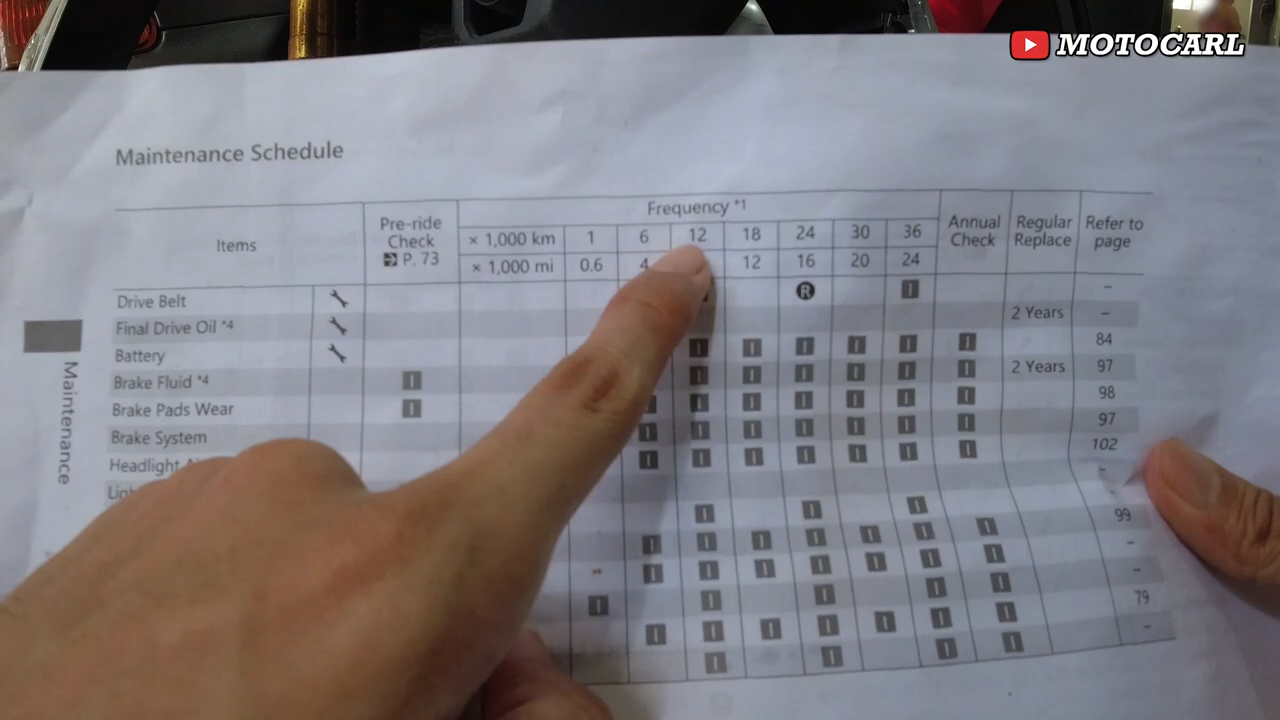 MOTOCARL
Maintenance Schedule
Items Pre-ride Check P. 73 Frequency *1 Annual Check Regular Replace Refer to page
× 1,000 km 1 6 12 18 24 30 36
× 1,000 mi 0.6 4 12 16 20 24
Drive Belt R I –
Final Drive Oil *4 2 Years –
Battery I I I I I I 84
Brake Fluid *4 I I I I I I I 2 Years 97
Brake Pads Wear I I I I I I I I 98
Brake System I I I I I I I 97
Headlight I I I I I I I 102
–
I I I 99
I I I I I I I –
I I I I I I I –
I I I I I 79
I I I I I I I –
I I I I I
Maintenance